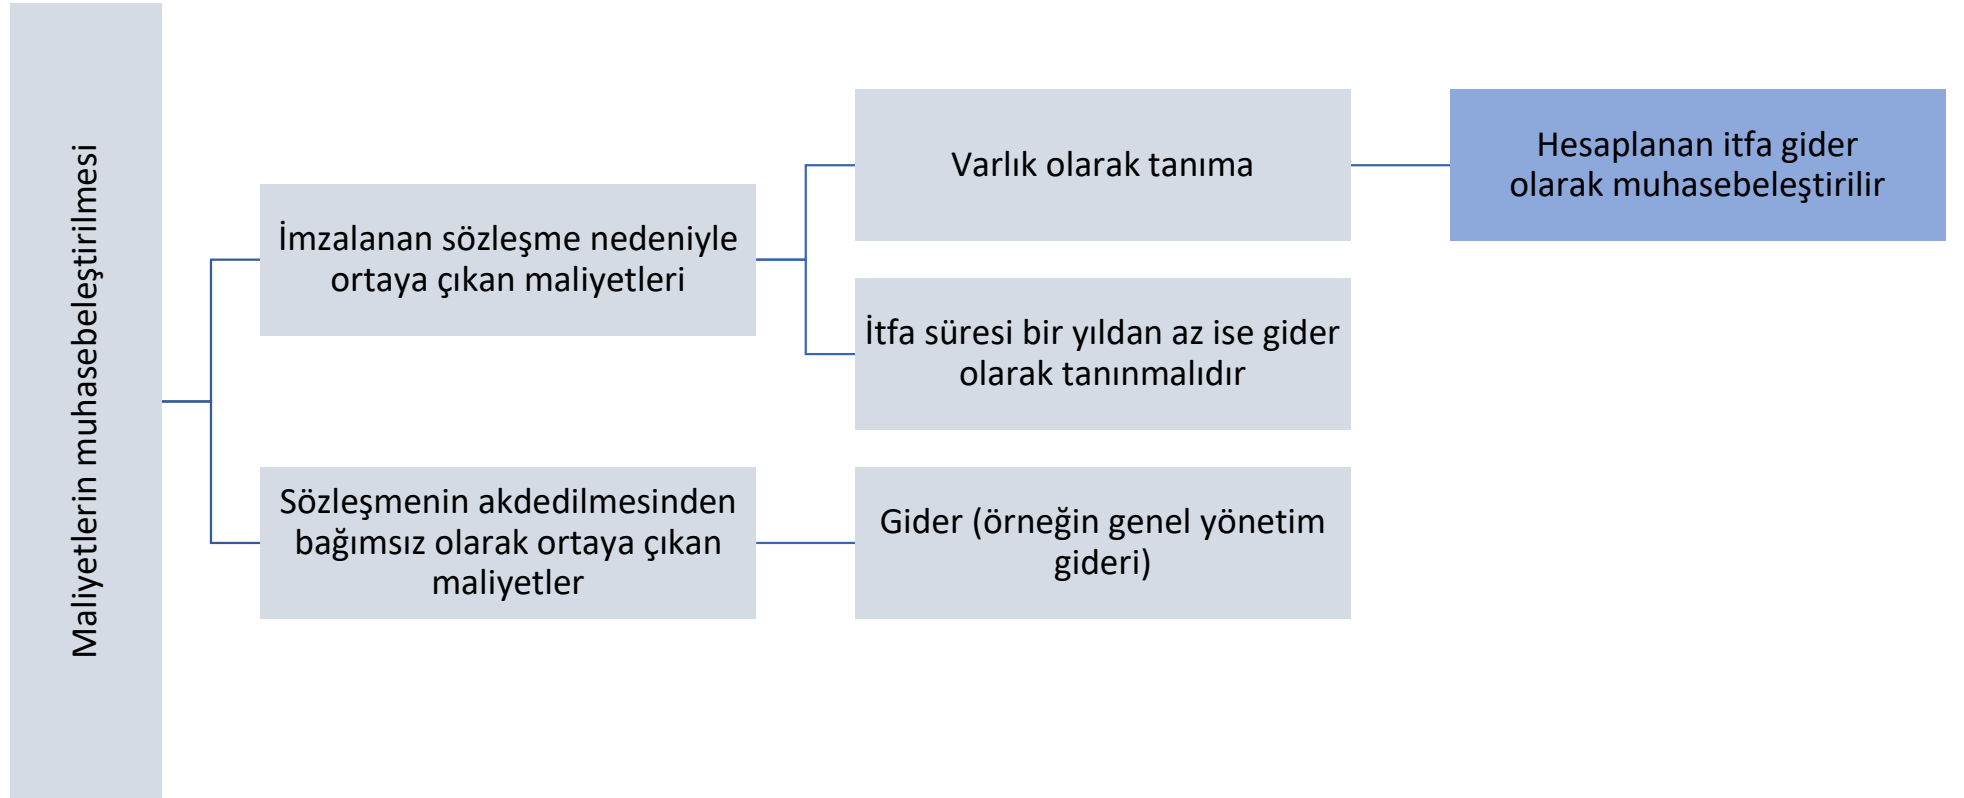 Maliyetlerin muhasebeleştirilmesi
İmzalanan sözleşme nedeniyle
ortaya çıkan maliyetleri
Varlık olarak tanıma
Hesaplanan itfa gider
olarak muhasebeleştirilir
İtfa süresi bir yıldan az ise gider
olarak tanınmalıdır
Sözleşmenin akdedilmesinden
bağımsız olarak ortaya çıkan
maliyetler
Gider (örneğin genel yönetim
gideri)